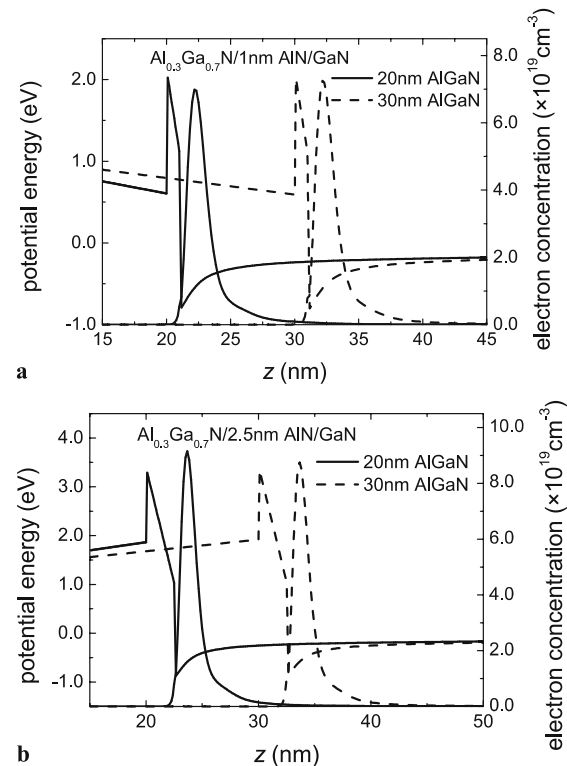 Al0.3Ga0.7N/1nm AlN/GaN
20nm AlGaN
30nm AlGaN
potential energy (eV)
2.0
1.0
0.0
-1.0
electron concentration (×10^19cm^-3)
8.0
6.0
4.0
2.0
0.0
15 20 25 30 35 40 45
z (nm)
a
Al0.3Ga0.7N/2.5nm AlN/GaN
20nm AlGaN
30nm AlGaN
potential energy (eV)
4.0
3.0
2.0
1.0
0.0
-1.0
electron concentration (×10^19cm^-3)
10.0
8.0
6.0
4.0
2.0
0.0
20 30 40 50
z (nm)
b